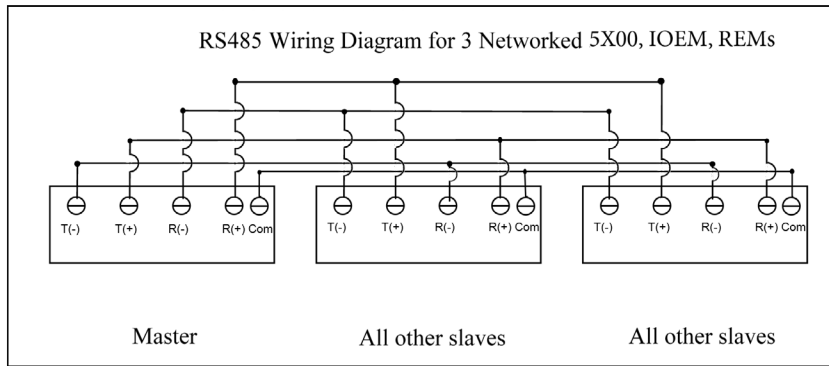 RS485 Wiring Diagram for 3 Networked 5X00, IOEM, REMs
T(-) T(+) R(-) R(+) Com T(-) T(+) R(-) R(+) Com T(-) T(+) R(-) R(+) Com
Master All other slaves All other slaves